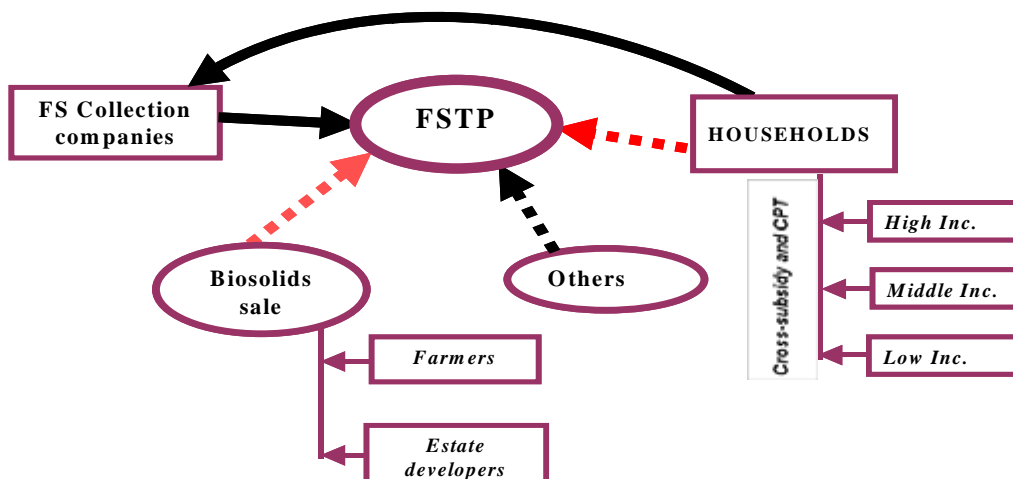 FS Collection
companies
FSTP
HOUSEHOLDS
Cross-subsidy and CPT
High Inc.
Middle Inc.
Low Inc.
Biosolids
sale
Others
Farmers
Estate
developers